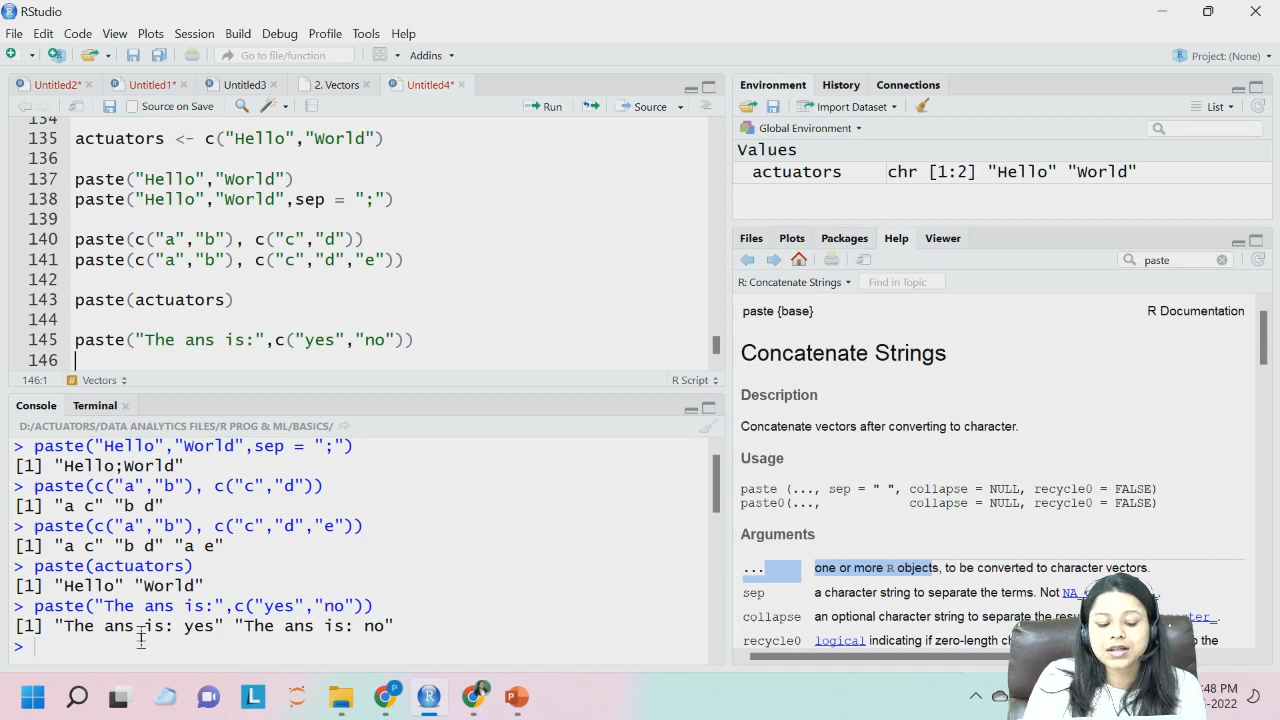 RStudio
File Edit Code View Plots Session Build Debug Profile Tools Help
Go to file/function Addins Project: (None)
Untitled2* Untitled1* Untitled3 2. Vectors Untitled4*
Source on Save Run Source
134
135 actuators <- c("Hello","World")
136
137 paste("Hello","World")
138 paste("Hello","World",sep = ";")
139
140 paste(c("a","b"), c("c","d"))
141 paste(c("a","b"), c("c","d","e"))
142
143 paste(actuators)
144
145 paste("The ans is:",c("yes","no"))
146
146:1 # Vectors R Script
Console Terminal
D:/ACTUATORS/DATA ANALYTICS FILES/R PROG & ML/BASICS/
> paste("Hello","World",sep = ";")
[1] "Hello;World"
> paste(c("a","b"), c("c","d"))
[1] "a c" "b d"
> paste(c("a","b"), c("c","d","e"))
[1] "a c" "b d" "a e"
> paste(actuators)
[1] "Hello" "World"
> paste("The ans is:",c("yes","no"))
[1] "The ans is: yes" "The ans is: no"
>
Environment History Connections
Import Dataset List
Global Environment
Values
actuators chr [1:2] "Hello" "World"
Files Plots Packages Help Viewer
paste
R: Concatenate Strings Find in Topic
paste {base} R Documentation
Concatenate Strings
Description
Concatenate vectors after converting to character.
Usage
paste (..., sep = " ", collapse = NULL, recycle0 = FALSE)
paste0(..., collapse = NULL, recycle0 = FALSE)
Arguments
... one or more R objects, to be converted to character vectors.
sep a character string to separate the terms. Not NA_
collapse an optional character string to separate the
recycle0 logical indicating if zero-length the
L P
:48 PM
-2022